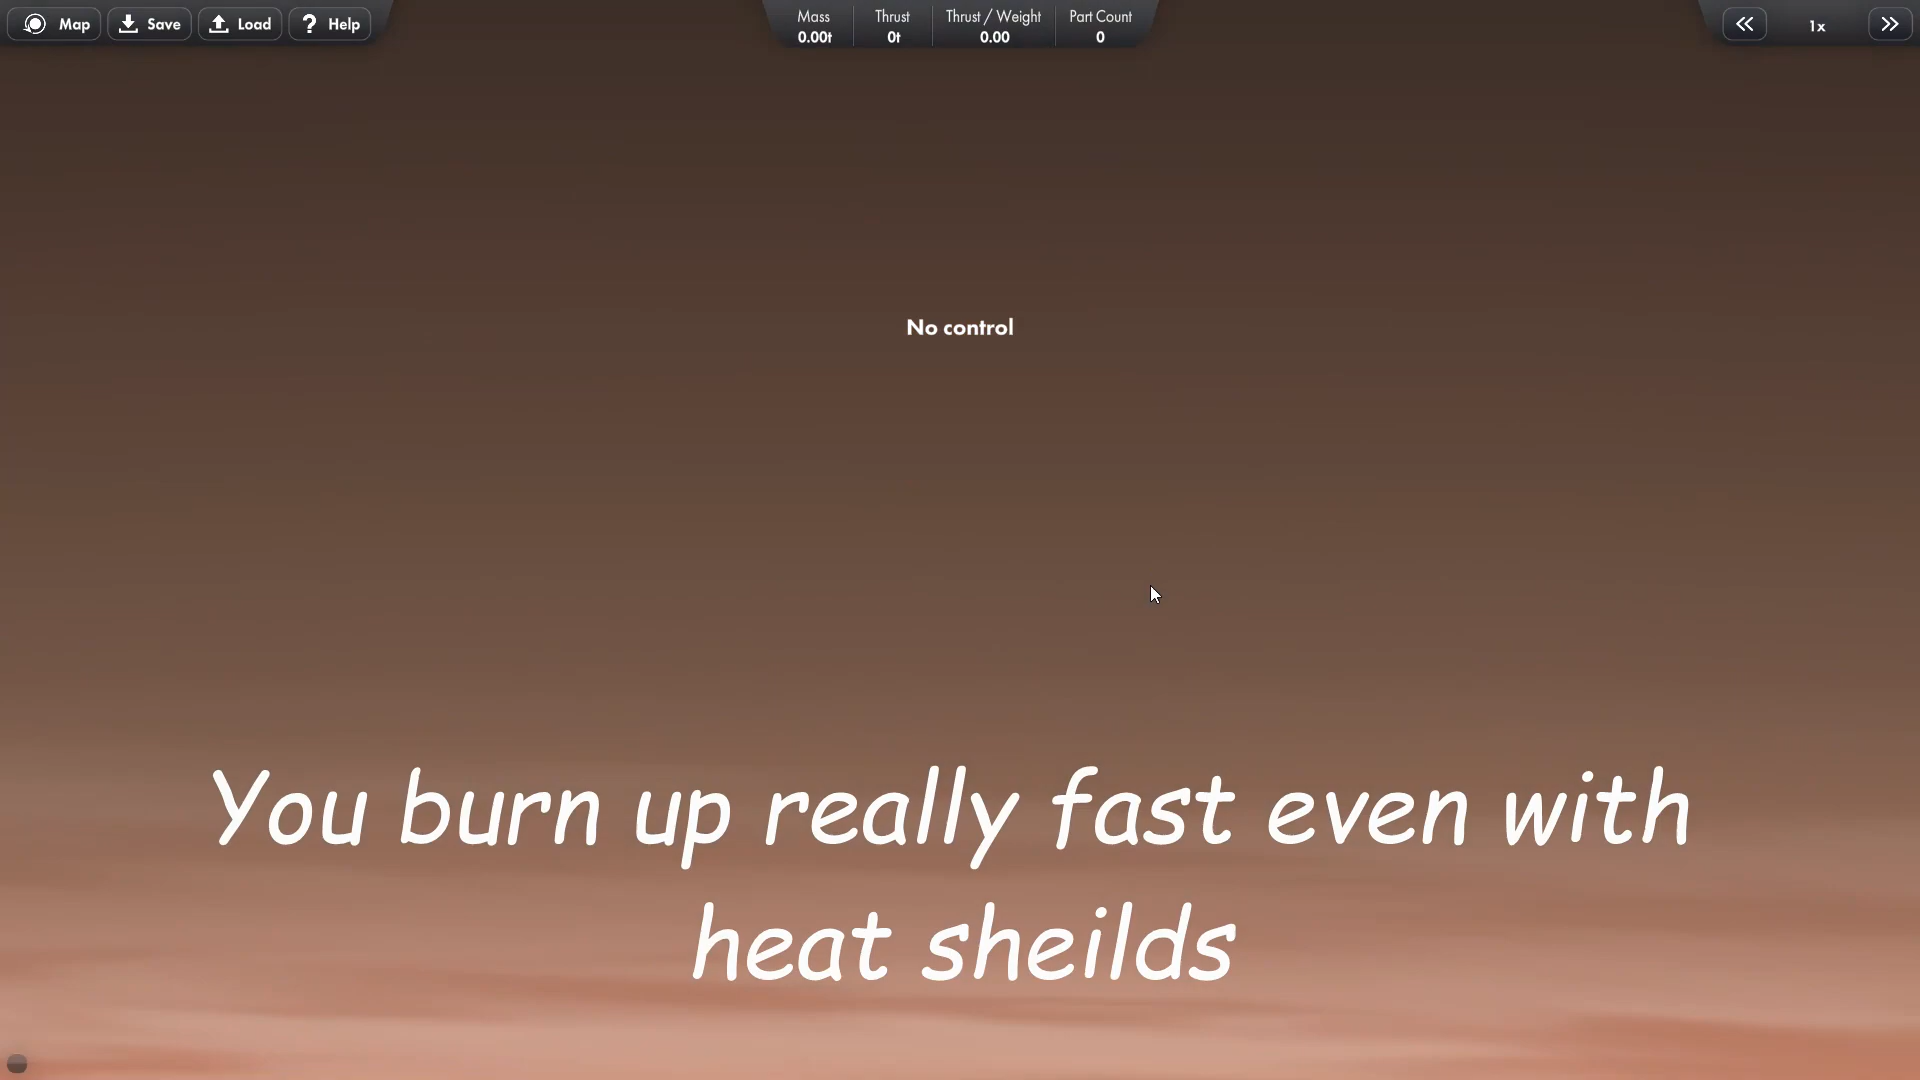 Map Save Load Help
Mass Thrust Thrust / Weight Part Count
0.00t 0t 0.00 0
1x
No control
You burn up really fast even with
heat sheilds